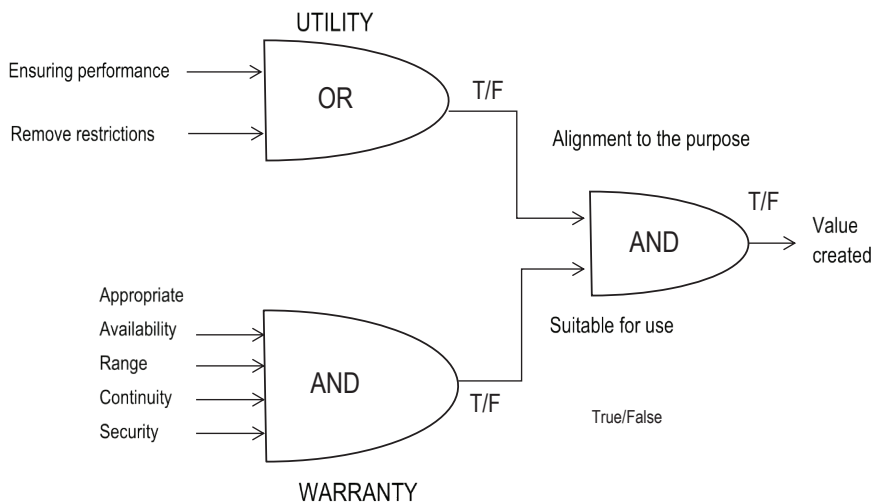 UTILITY
Ensuring performance
OR
T/F
Remove restrictions
Alignment to the purpose
T/F
AND
Value
created
Appropriate
Availability
Suitable for use
Range
AND
Continuity
T/F
True/False
Security
WARRANTY